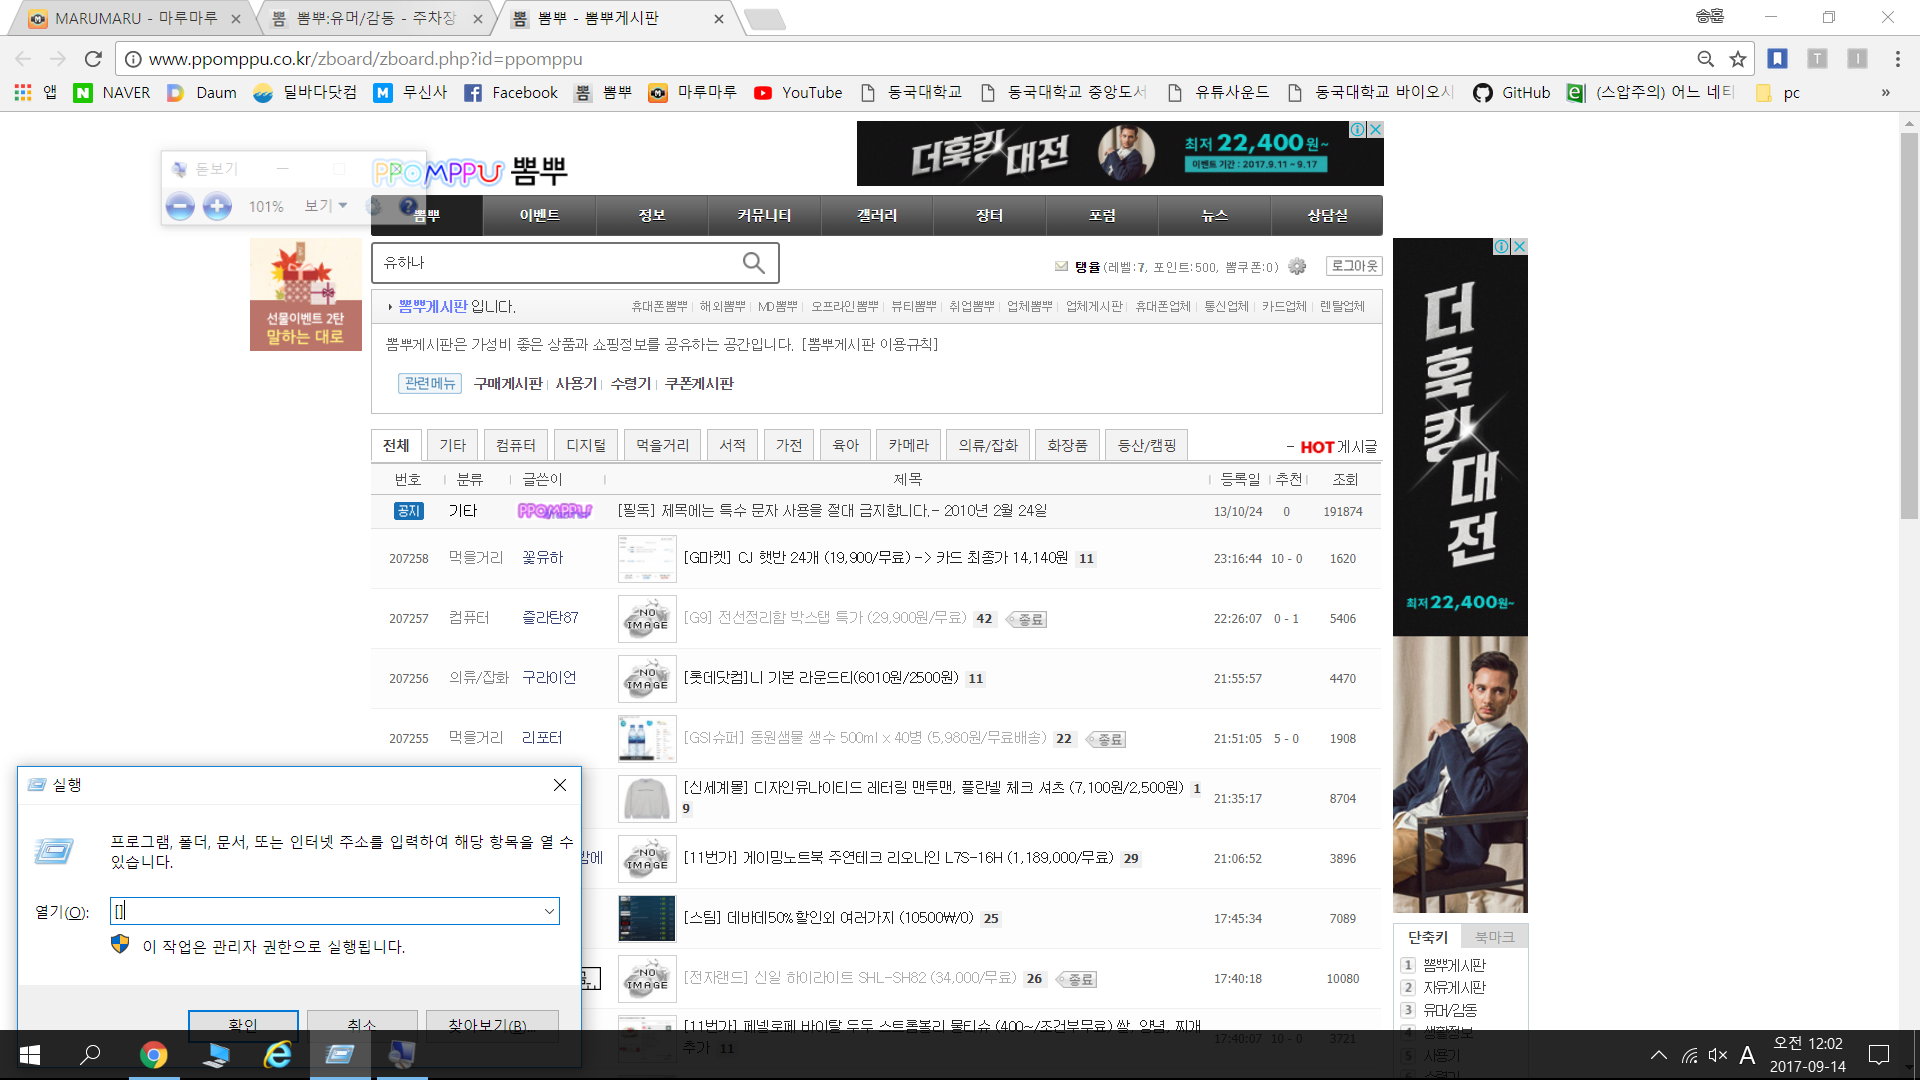 MARUMARU - 마루마루
뽐뿌:유머/감동 - 주차장
뽐뿌 - 뽐뿌게시판
승훈
www.ppomppu.co.kr/zboard/zboard.php?id=ppomppu
앱
NAVER
Daum
딜바다닷컴
무신사
Facebook
뽐뿌
마루마루
YouTube
동국대학교
동국대학교 중앙도서
유튜사운드
동국대학교 바이오시
GitHub
(스압주의) 어느 네티
pc
»
돋보기
101%
보기
PPOMPPU 뽐뿌
더훅킹 대전
최저 22,400원~
이벤트 기간 : 2017.9.11 ~ 9.17
뽐뿌
이벤트
정보
커뮤니티
갤러리
장터
포럼
뉴스
상담실
선물이벤트 2탄
말하는 대로
유하나
탱율 (레벨:7, 포인트:500, 뽐쿠폰:0)
로그아웃
뽐뿌게시판 입니다.
휴대폰뽐뿌 | 해외뽐뿌 | MD뽐뿌 | 오프라인뽐뿌 | 뷰티뽐뿌 | 취업뽐뿌 | 업체뽐뿌 | 업체게시판 | 휴대폰업체 | 통신업체 | 카드업체 | 렌탈업체
뽐뿌게시판은 가성비 좋은 상품과 쇼핑정보를 공유하는 공간입니다. [뽐뿌게시판 이용규칙]
관련메뉴 구매게시판 | 사용기 | 수령기 | 쿠폰게시판
전체
기타
컴퓨터
디지털
먹을거리
서적
가전
육아
카메라
의류/잡화
화장품
등산/캠핑
- HOT 게시글
번호 분류 글쓴이 제목 등록일 추천 조회
공지 기타 PPOMPPU [필독] 제목에는 특수 문자 사용을 절대 금지합니다.- 2010년 2월 24일 13/10/24 0 191874
207258 먹을거리 꽃유하 [G마켓] CJ 햇반 24개 (19,900/무료) -> 카드 최종가 14,140원 11 23:16:44 10 - 0 1620
207257 컴퓨터 즐라탄87 NO IMAGE [G9] 전선정리함 박스탭 특가 (29,900원/무료) 42 종료 22:26:07 0 - 1 5406
207256 의류/잡화 구라이언 NO IMAGE [롯데닷컴]니 기본 라운드티(6010원/2500원) 11 21:55:57 4470
207255 먹을거리 리포터 [GS슈퍼] 동원샘물 생수 500ml x 40병 (5,980원/무료배송) 22 종료 21:51:05 5 - 0 1908
[신세계몰] 디자인유나이티드 레터링 맨투맨, 플란넬 체크 셔츠 (7,100원/2,500원) 1
9
21:35:17 8704
밤에 NO IMAGE [11번가] 게이밍노트북 주연테크 리오나인 L7S-16H (1,189,000/무료) 29 21:06:52 3896
[스팀] 데바데50%할인외 여러가지 (10500₩/0) 25 17:45:34 7089
NO IMAGE [전자랜드] 신일 하이라이트 SHL-SH82 (34,000/무료) 26 종료 17:40:18 10080
[11번가] 페넬로페 바이탈 두두 스트롬볼리 물티슈 (400~/조건부무료) 쌀, 양념, 찌개
추가 11
17:40:07 10 - 0 3721
더훅킹대전
최저 22,400원~
단축키 북마크
1 뽐뿌게시판
2 자유게시판
3 유머/감동
4 생활정보
5 사용기
6 수령기
실행
프로그램, 폴더, 문서, 또는 인터넷 주소를 입력하여 해당 항목을 열 수
있습니다.
열기(O):
[]
이 작업은 관리자 권한으로 실행됩니다.
확인
취소
찾아보기(B)...
A
오전 12:02
2017-09-14